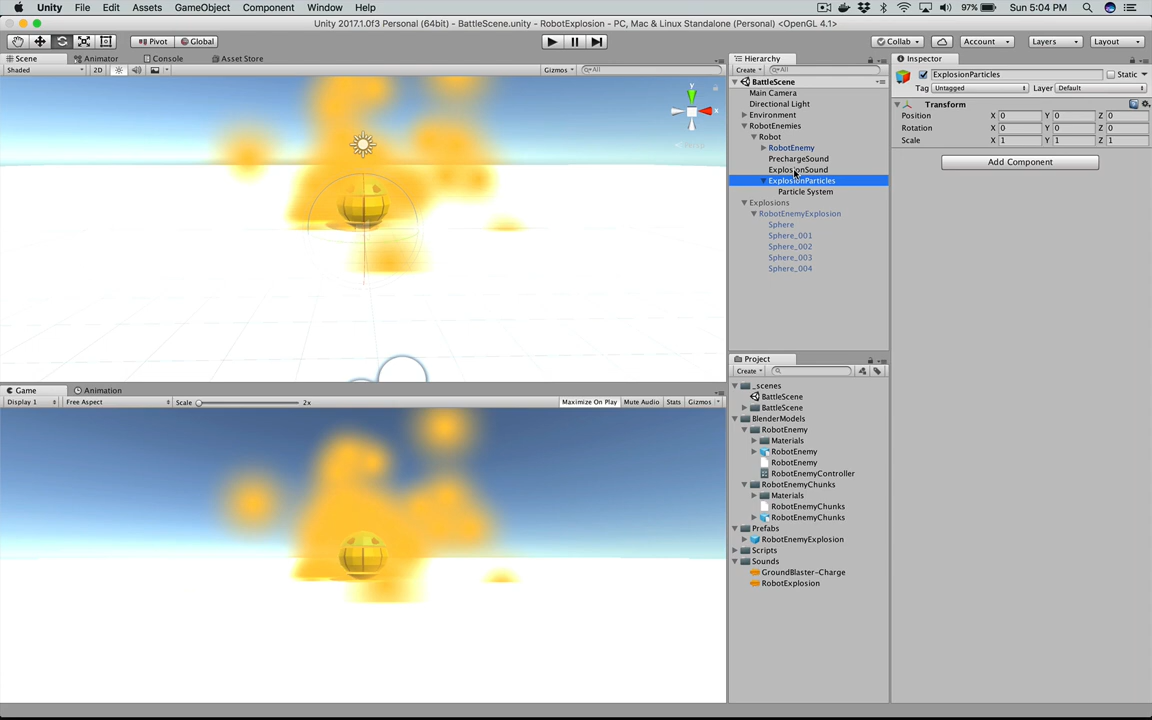 Unity File Edit Assets GameObject Component Window Help 97% Sun 5:04 PM
Unity 2017.1.0f3 Personal (64bit) - BattleScene.unity - RobotExplosion - PC, Mac & Linux Standalone (Personal) <OpenGL 4.1>
Pivot Global Collab Account Layers Layout
Scene Animator Console Asset Store
Shaded 2D Gizmos All
y
x
Persp
Hierarchy
Create All
BattleScene
Main Camera
Directional Light
Environment
RobotEnemies
Robot
RobotEnemy
PrechargeSound
ExplosionSound
ExplosionParticles
Particle System
Explosions
RobotEnemyExplosion
Sphere
Sphere_001
Sphere_002
Sphere_003
Sphere_004
Inspector
ExplosionParticles Static
Tag Untagged Layer Default
Transform
Position X 0 Y 0 Z 0
Rotation X 0 Y 0 Z 0
Scale X 1 Y 1 Z 1
Add Component
Game Animation
Display 1 Free Aspect Scale 2x Maximize On Play Mute Audio Stats Gizmos
Project
Create
_scenes
BattleScene
BattleScene
BlenderModels
RobotEnemy
Materials
RobotEnemy
RobotEnemy
RobotEnemyController
RobotEnemyChunks
Materials
RobotEnemyChunks
RobotEnemyChunks
Prefabs
RobotEnemyExplosion
Scripts
Sounds
GroundBlaster-Charge
RobotExplosion